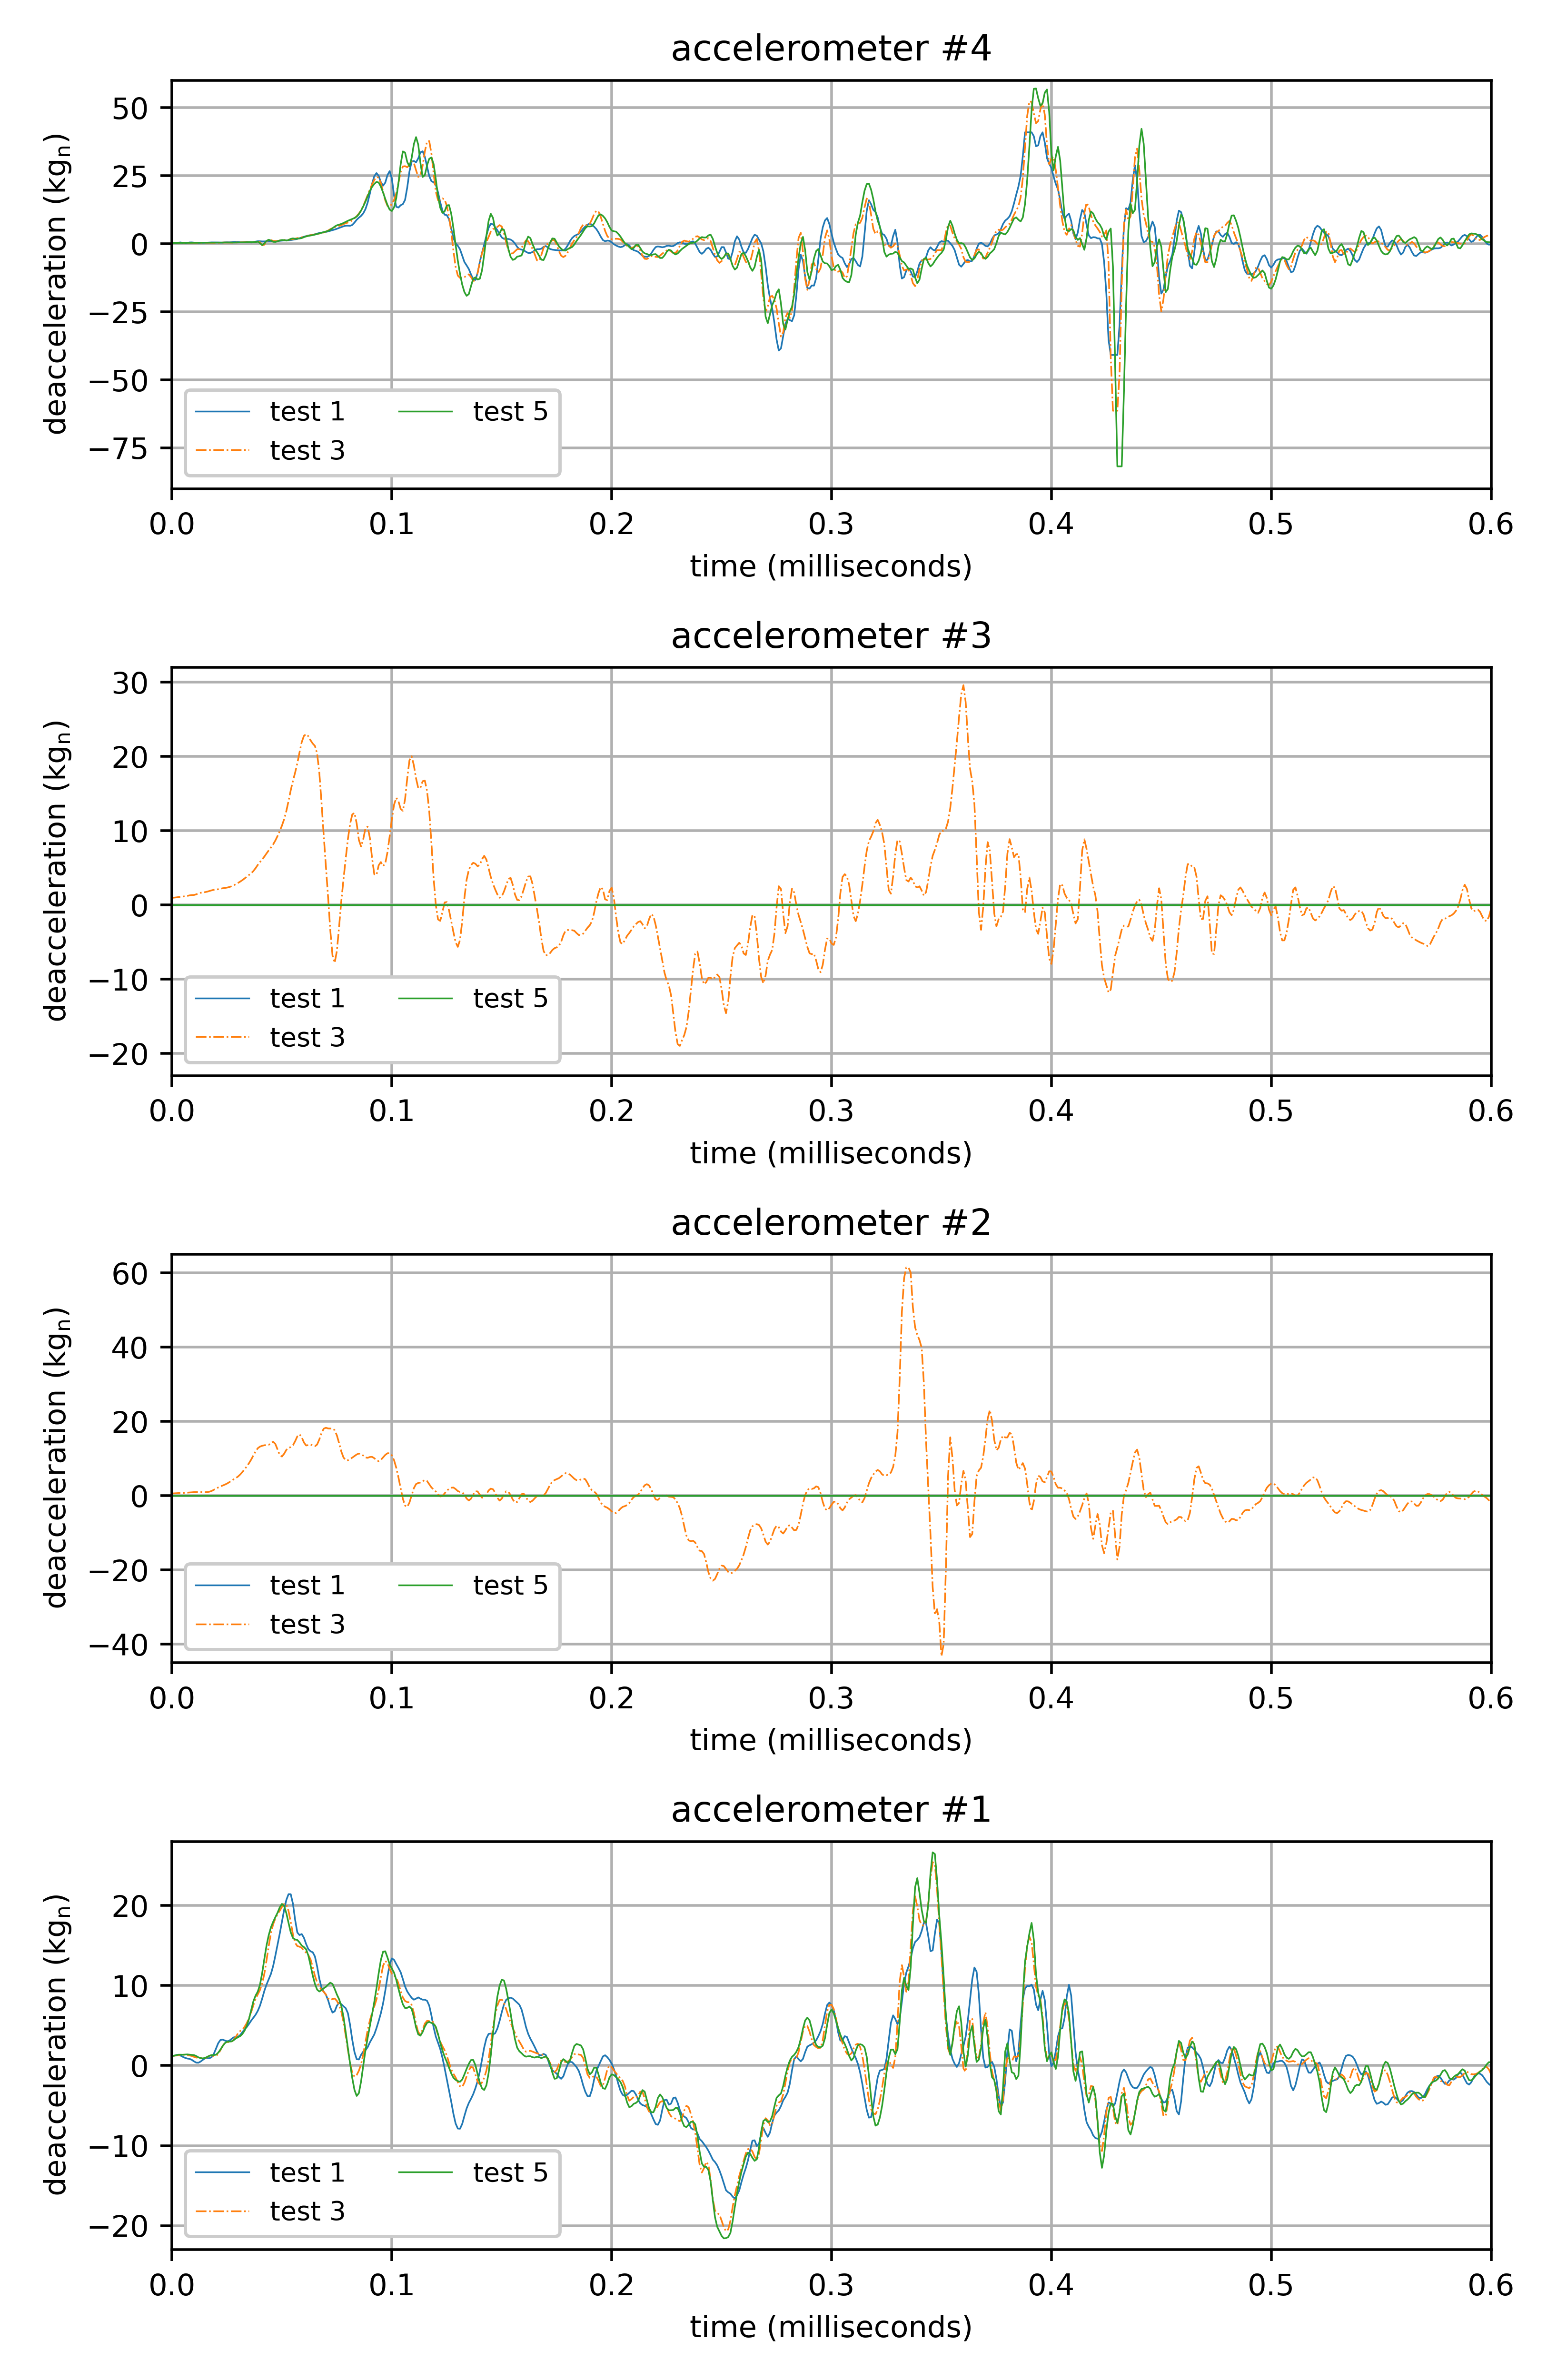 accelerometer #4
deacceleration (kgₙ)
50
25
0
−25
−50
−75
test 1 test 5
test 3
0.0 0.1 0.2 0.3 0.4 0.5 0.6
time (milliseconds)
accelerometer #3
deacceleration (kgₙ)
30
20
10
0
−10
−20
test 1 test 5
test 3
0.0 0.1 0.2 0.3 0.4 0.5 0.6
time (milliseconds)
accelerometer #2
deacceleration (kgₙ)
60
40
20
0
−20
−40
test 1 test 5
test 3
0.0 0.1 0.2 0.3 0.4 0.5 0.6
time (milliseconds)
accelerometer #1
deacceleration (kgₙ)
20
10
0
−10
−20
test 1 test 5
test 3
0.0 0.1 0.2 0.3 0.4 0.5 0.6
time (milliseconds)